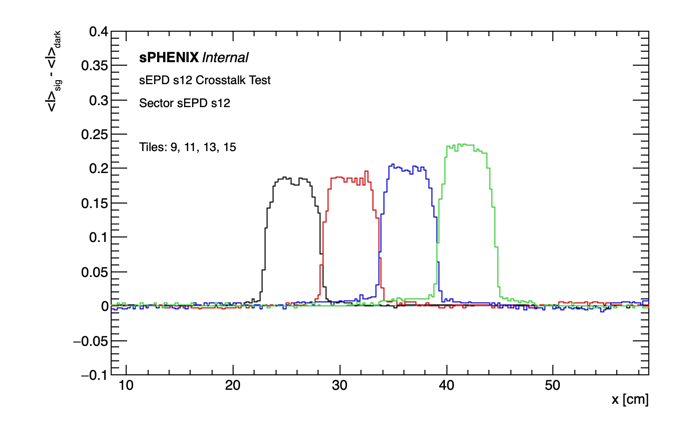 <I>sig - <I>dark
0.4
0.35
0.3
0.25
0.2
0.15
0.1
0.05
0
−0.05
−0.1
sPHENIX Internal
sEPD s12 Crosstalk Test
Sector sEPD s12
Tiles: 9, 11, 13, 15
10 20 30 40 50
x [cm]